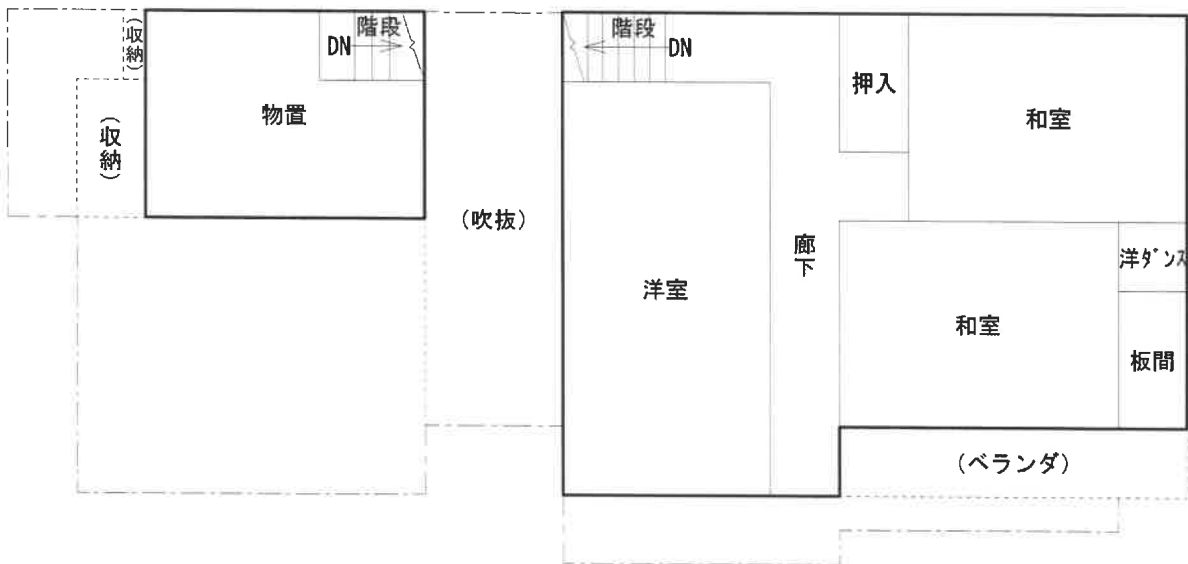 (収納)
階段
DN
物置
(収納)
(吹抜)
階段
DN
押入
和室
洋室
廊下
和室
洋ダンス
板間
(ベランダ)